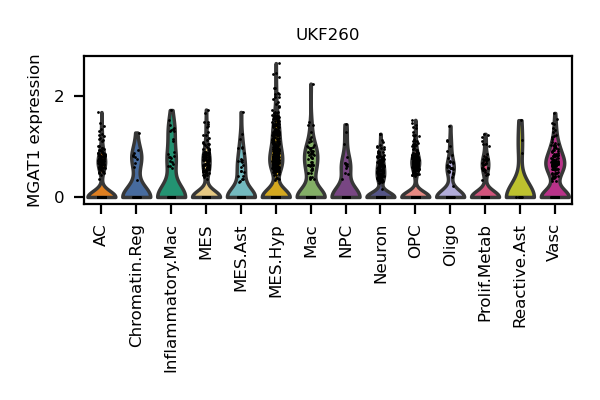 UKF260
MGAT1 expression
2
0
AC
Chromatin.Reg
Inflammatory.Mac
MES
MES.Ast
MES.Hyp
Mac
NPC
Neuron
OPC
Oligo
Prolif.Metab
Reactive.Ast
Vasc